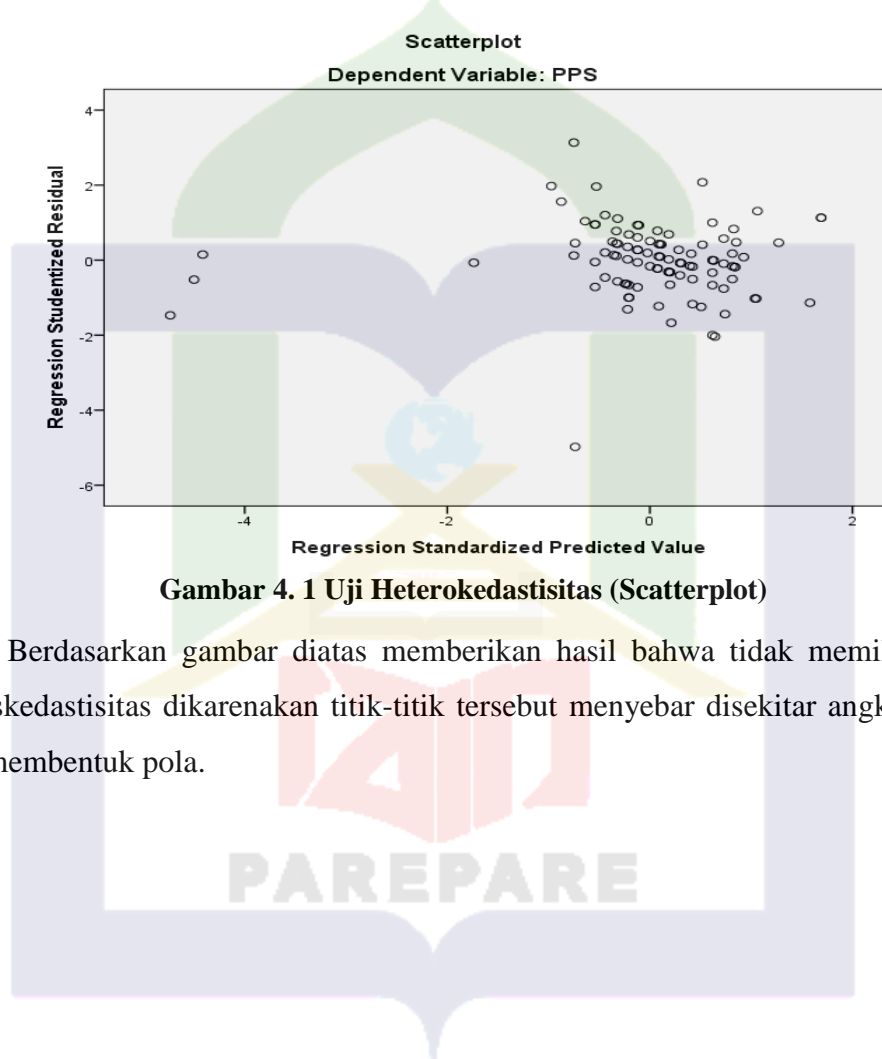 Scatterplot
Dependent Variable: PPS
Regression Studentized Residual
4
2
0
-2
-4
-6
-4
-2
0
2
Regression Standardized Predicted Value
Gambar 4. 1 Uji Heterokedastisitas (Scatterplot)
Berdasarkan gambar diatas memberikan hasil bahwa tidak memi
skedastisitas dikarenakan titik-titik tersebut menyebar disekitar angk
membentuk pola.
PAREPARE